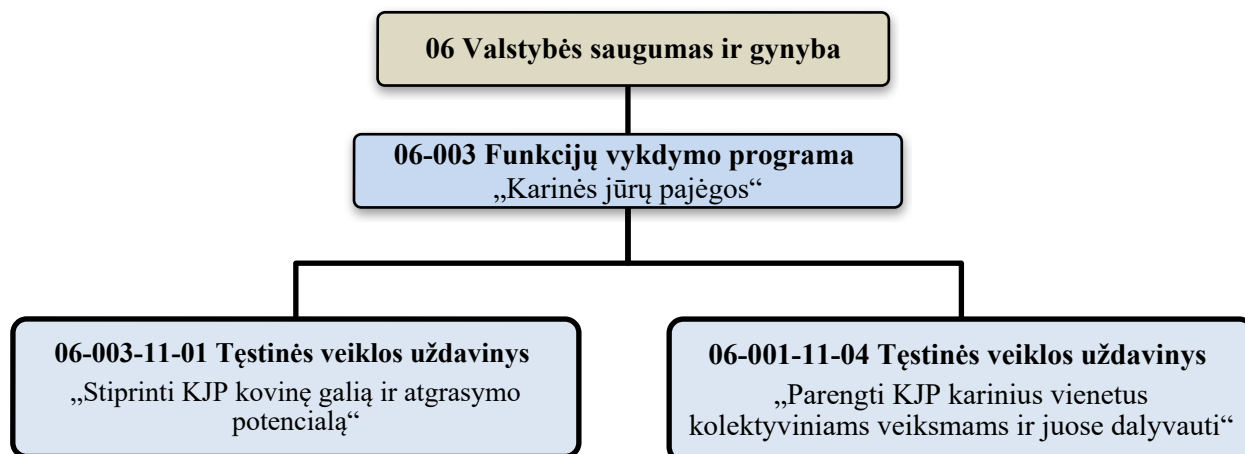 06 Valstybės saugumas ir gynyba
06-003 Funkcijų vykdymo programa
„Karinės jūrų pajėgos“
06-003-11-01 Tęstinės veiklos uždavinys
„Stiprinti KJP kovinę galią ir atgrasymo
potencialą“
06-001-11-04 Tęstinės veiklos uždavinys
„Parengti KJP karinius vienetus
kolektyviniams veiksmams ir juose dalyvauti“